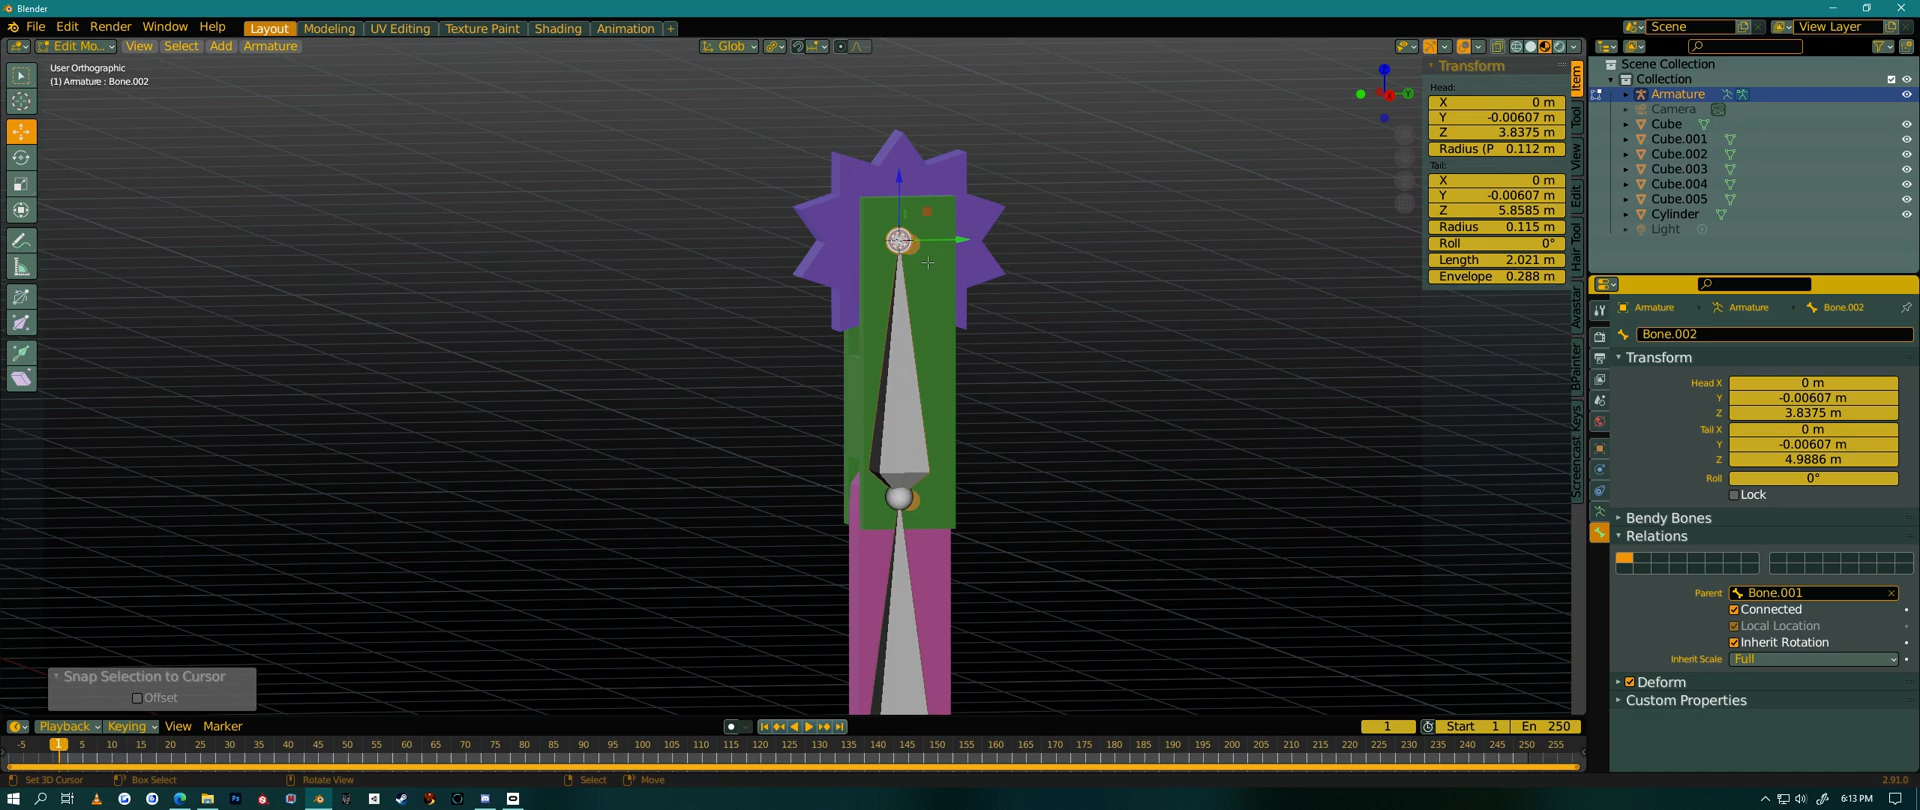 Blender
File Edit Render Window Help
Layout Modeling UV Editing Texture Paint Shading Animation +
Scene
View Layer
Edit Mo...
View Select Add Armature
Glob
User Orthographic
(1) Armature : Bone.002
Transform
Head:
X 0 m
Y -0.00607 m
Z 3.8375 m
Radius (P 0.112 m
Tail:
X 0 m
Y -0.00607 m
Z 5.8585 m
Radius 0.115 m
Roll 0°
Length 2.021 m
Envelope 0.288 m
Item
Tool
View
Edit
Hair Tool
Avastar
BPainter
Screencast Keys
Scene Collection
Collection
Armature
Camera
Cube
Cube.001
Cube.002
Cube.003
Cube.004
Cube.005
Cylinder
Light
Armature Armature Bone.002
Bone.002
Transform
Head X 0 m
Y -0.00607 m
Z 3.8375 m
Tail X 0 m
Y -0.00607 m
Z 4.9886 m
Roll 0°
Lock
Bendy Bones
Relations
Parent Bone.001
Connected
Local Location
Inherit Rotation
Inherit Scale Full
Deform
Custom Properties
Snap Selection to Cursor
Offset
Playback Keying View Marker
1 Start 1 En 250
-5 1 5 10 15 20 25 30 35 40 45 50 55 60 65 70 75 80 85 90 95 100 105 110 115 120 125 130 135 140 145 150 155 160 165 170 175 180 185 190 195 200 205 210 215 220 225 230 235 240 245 250 255
Set 3D Cursor Box Select Rotate View Select Move 2.91.0
6:13 PM